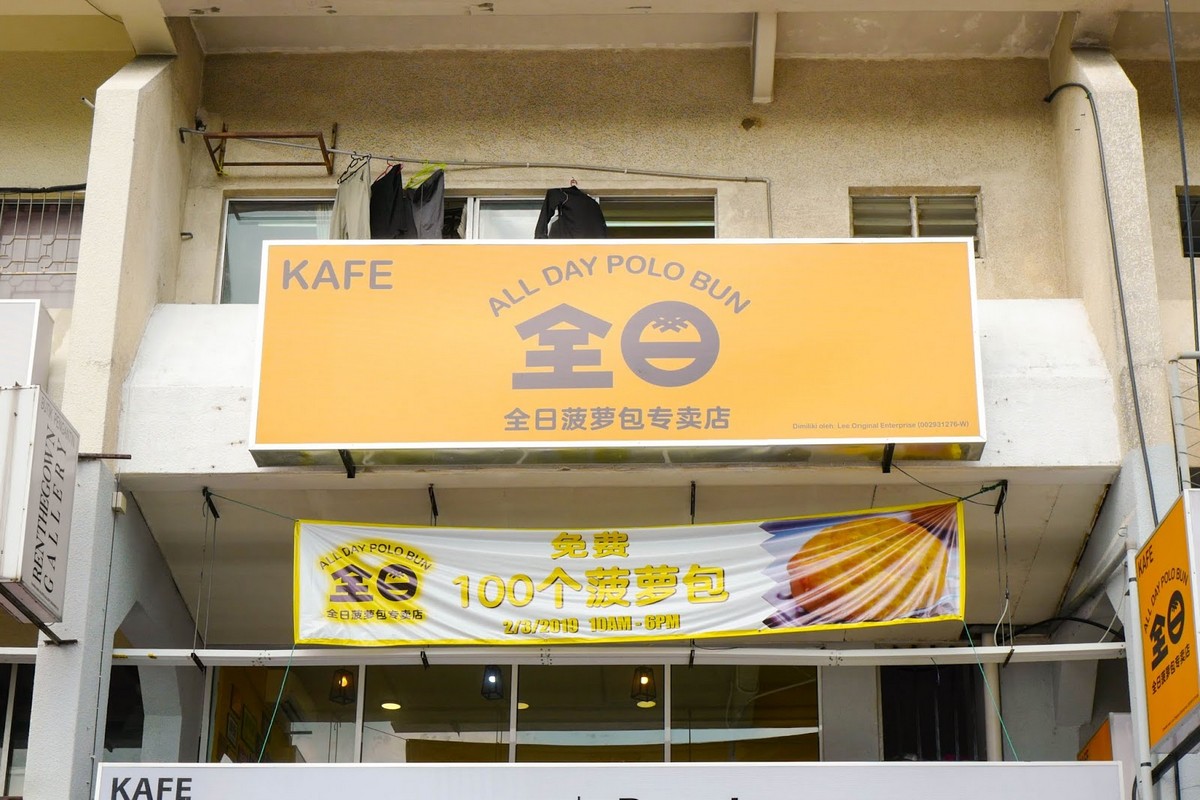 KAFE
ALL DAY POLO BUN
全日
全日菠萝包专卖店
Dimiliki oleh: Lee Original Enterprise (002931276-W)
ALL DAY POLO BUN
全日
全日菠萝包专卖店
免费
100个菠萝包
2/3/2019 10AM - 6PM
RENTHEGOWN
GALLERY
KAFE
ALL DAY POLO BUN
全日
全日菠萝包专卖店
KAFE